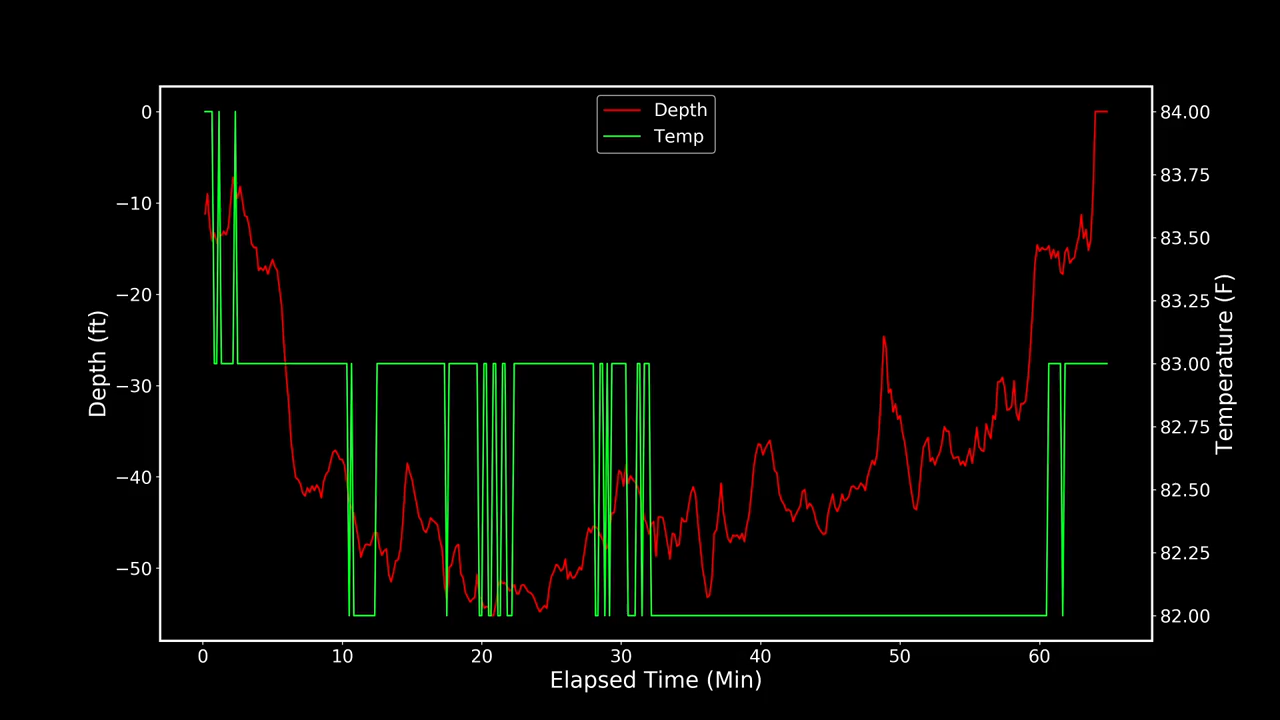 Depth
Temp
0
−10
−20
−30
−40
−50
Depth (ft)
84.00
83.75
83.50
83.25
83.00
82.75
82.50
82.25
82.00
Temperature (F)
0 10 20 30 40 50 60
Elapsed Time (Min)